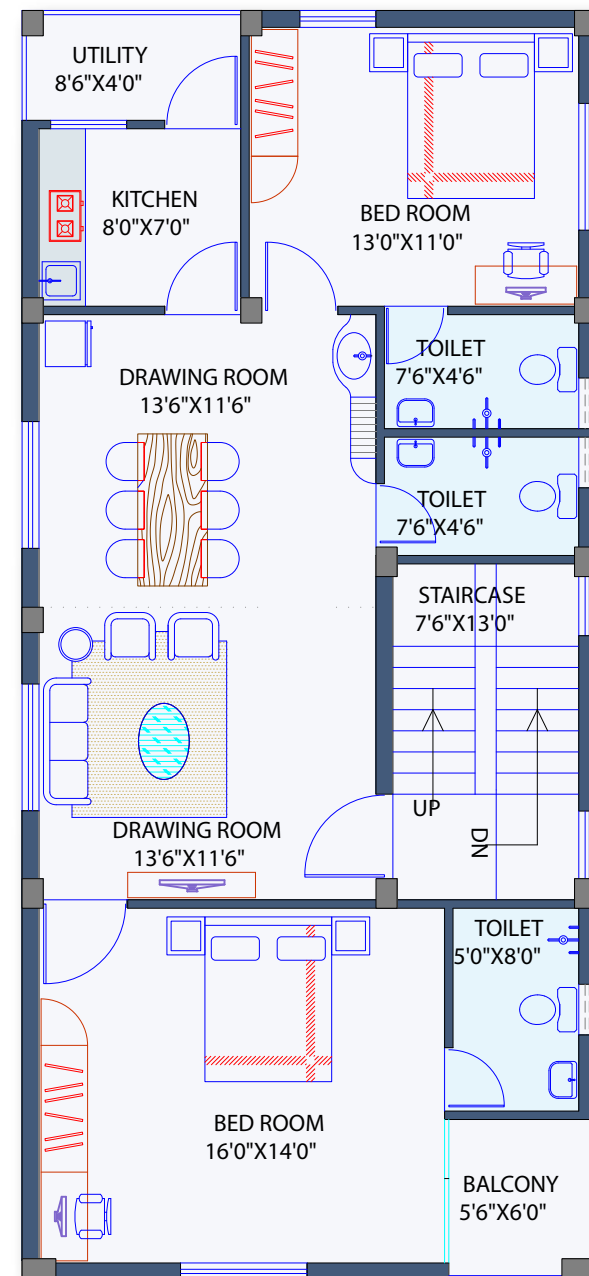 UTILITY
8'6"X4'0"
KITCHEN
8'0"X7'0"
BED ROOM
13'0"X11'0"
TOILET
7'6"X4'6"
DRAWING ROOM
13'6"X11'6"
TOILET
7'6"X4'6"
STAIRCASE
7'6"X13'0"
UP
DN
DRAWING ROOM
13'6"X11'6"
TOILET
5'0"X8'0"
BED ROOM
16'0"X14'0"
BALCONY
5'6"X6'0"